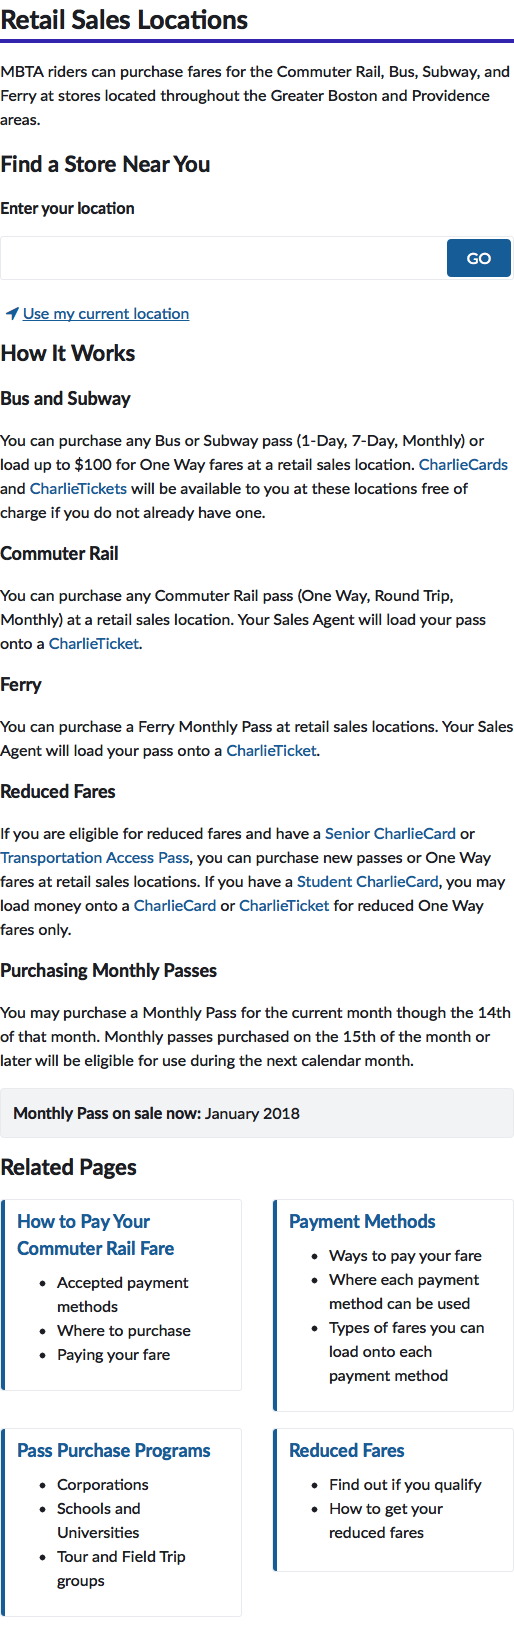 Retail Sales Locations
MBTA riders can purchase fares for the Commuter Rail, Bus, Subway, and
Ferry at stores located throughout the Greater Boston and Providence
areas.
Find a Store Near You
Enter your location
GO
Use my current location
How It Works
Bus and Subway
You can purchase any Bus or Subway pass (1-Day, 7-Day, Monthly) or
load up to $100 for One Way fares at a retail sales location. CharlieCards
and CharlieTickets will be available to you at these locations free of
charge if you do not already have one.
Commuter Rail
You can purchase any Commuter Rail pass (One Way, Round Trip,
Monthly) at a retail sales location. Your Sales Agent will load your pass
onto a CharlieTicket.
Ferry
You can purchase a Ferry Monthly Pass at retail sales locations. Your Sales
Agent will load your pass onto a CharlieTicket.
Reduced Fares
If you are eligible for reduced fares and have a Senior CharlieCard or
Transportation Access Pass, you can purchase new passes or One Way
fares at retail sales locations. If you have a Student CharlieCard, you may
load money onto a CharlieCard or CharlieTicket for reduced One Way
fares only.
Purchasing Monthly Passes
You may purchase a Monthly Pass for the current month though the 14th
of that month. Monthly passes purchased on the 15th of the month or
later will be eligible for use during the next calendar month.
Monthly Pass on sale now: January 2018
Related Pages
How to Pay Your
Commuter Rail Fare
• Accepted payment
methods
• Where to purchase
• Paying your fare
Payment Methods
• Ways to pay your fare
• Where each payment
method can be used
• Types of fares you can
load onto each
payment method
Pass Purchase Programs
• Corporations
• Schools and
Universities
• Tour and Field Trip
groups
Reduced Fares
• Find out if you qualify
• How to get your
reduced fares